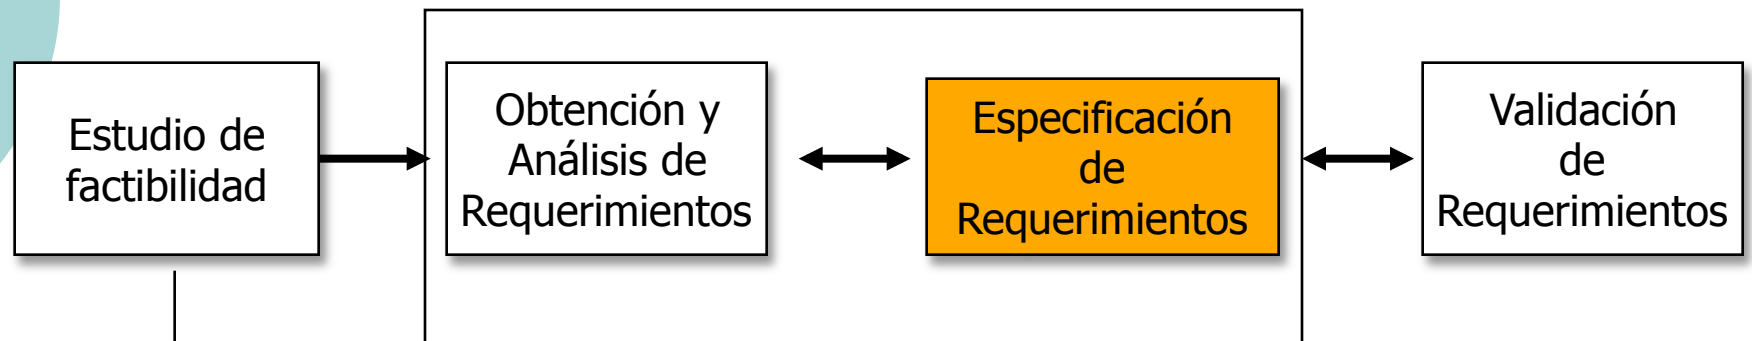 Estudio de
factibilidad
Obtención y
Análisis de
Requerimientos
Especificación
de
Requerimientos
Validación
de
Requerimientos